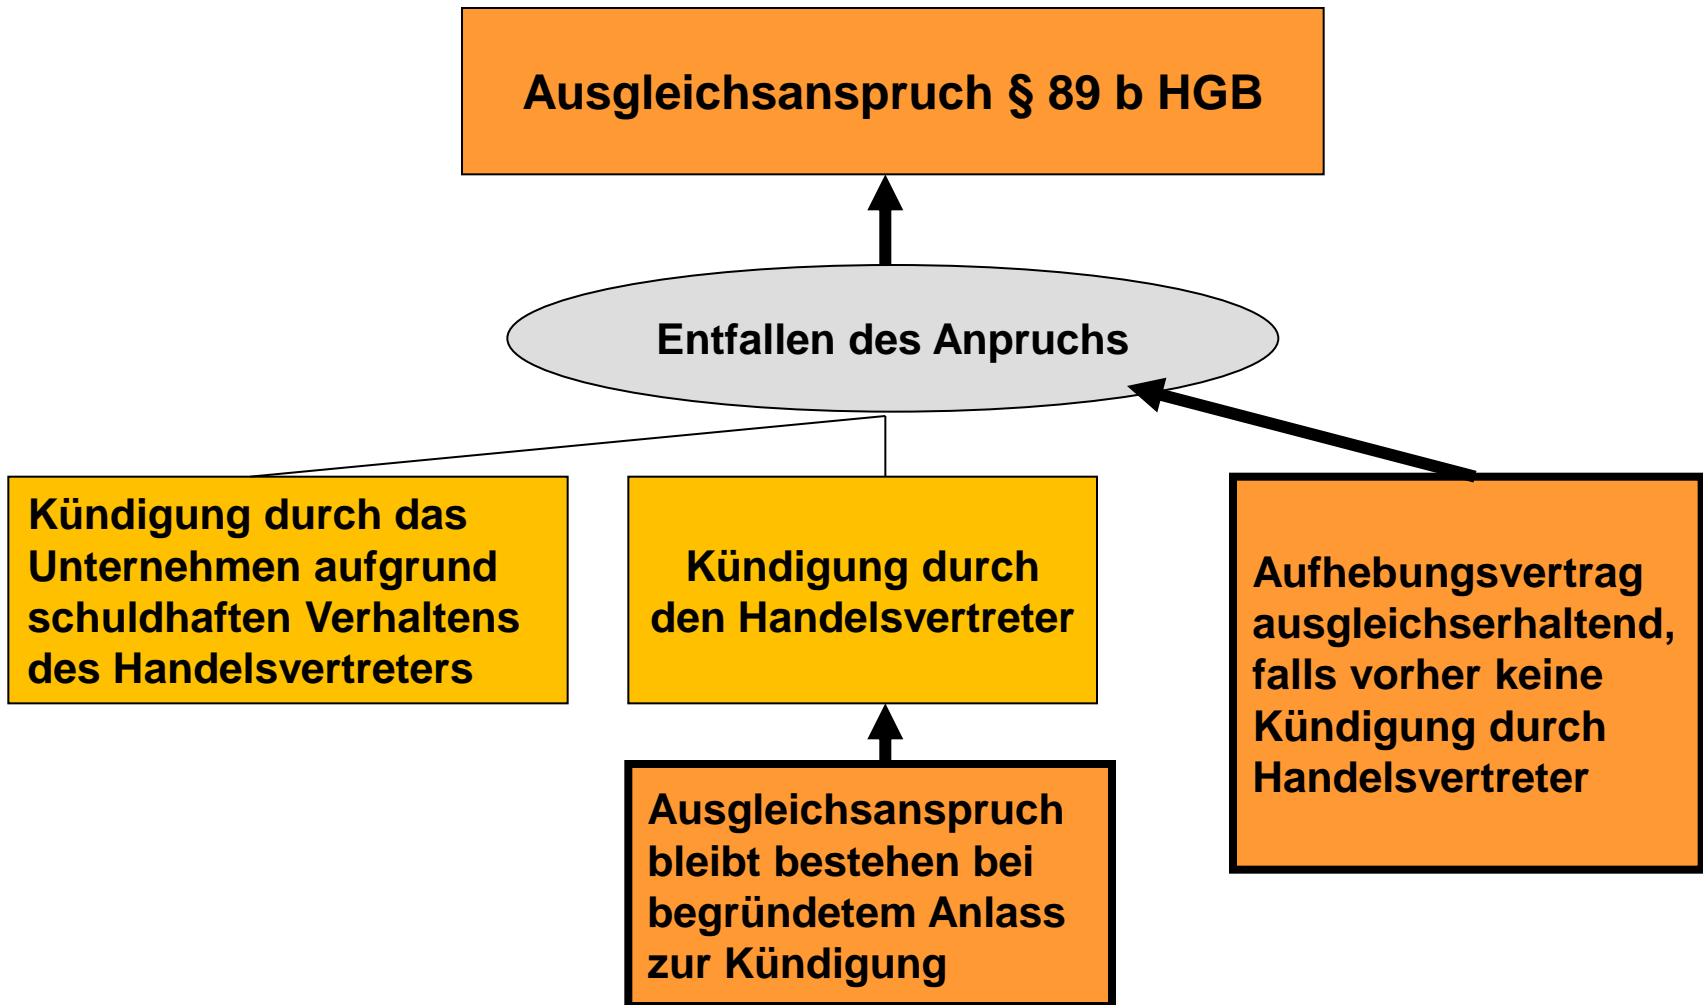 Ausgleichsanspruch § 89 b HGB
Entfallen des Anpruchs
Kündigung durch das
Unternehmen aufgrund
schuldhaften Verhaltens
des Handelsvertreters
Kündigung durch
den Handelsvertreter
Aufhebungsvertrag
ausgleichserhaltend,
falls vorher keine
Kündigung durch
Handelsvertreter
Ausgleichsanspruch
bleibt bestehen bei
begründetem Anlass
zur Kündigung